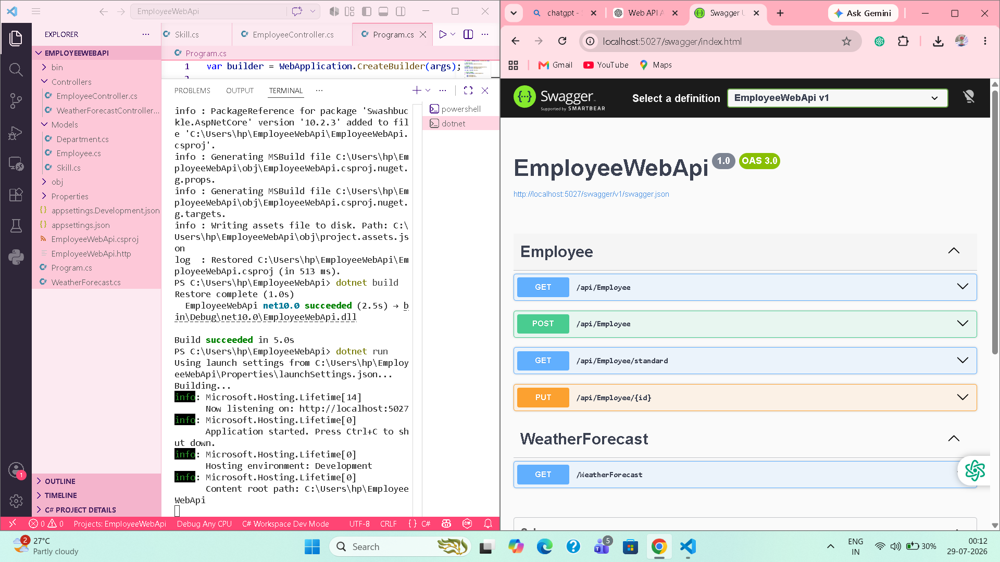 EmployeeWebApi
EXPLORER
EMPLOYEEWEBAPI
bin
Controllers
EmployeeController.cs
WeatherForecastController...
Models
Department.cs
Employee.cs
Skill.cs
obj
Properties
appsettings.Development.json
appsettings.json
EmployeeWebApi.csproj
EmployeeWebApi.http
Program.cs
WeatherForecast.cs
OUTLINE
TIMELINE
C# PROJECT DETAILS
1
Skill.cs
EmployeeController.cs
Program.cs
Program.cs
1 var builder = WebApplication.CreateBuilder(args);
PROBLEMS OUTPUT TERMINAL
powershell
dotnet
info : PackageReference for package 'Swashbuc
kle.AspNetCore' version '10.2.3' added to fil
e 'C:\Users\hp\EmployeeWebApi\EmployeeWebApi.
csproj'.
info : Generating MSBuild file C:\Users\hp\Em
ployeeWebApi\obj\EmployeeWebApi.csproj.nuget.
g.props.
info : Generating MSBuild file C:\Users\hp\Em
ployeeWebApi\obj\EmployeeWebApi.csproj.nuget.
g.targets.
info : Writing assets file to disk. Path: C:\
Users\hp\EmployeeWebApi\obj\project.assets.js
on
log  : Restored C:\Users\hp\EmployeeWebApi\Em
ployeeWebApi.csproj (in 513 ms).
PS C:\Users\hp\EmployeeWebApi> dotnet build
Restore complete (1.0s)
EmployeeWebApi net10.0 succeeded (2.5s) → b
in\Debug\net10.0\EmployeeWebApi.dll
Build succeeded in 5.0s
PS C:\Users\hp\EmployeeWebApi> dotnet run
Using launch settings from C:\Users\hp\Employ
eeWebApi\Properties\launchSettings.json...
Building...
info: Microsoft.Hosting.Lifetime[14]
Now listening on: http://localhost:5027
info: Microsoft.Hosting.Lifetime[0]
Application started. Press Ctrl+C to sh
ut down.
info: Microsoft.Hosting.Lifetime[0]
Hosting environment: Development
info: Microsoft.Hosting.Lifetime[0]
Content root path: C:\Users\hp\Employee
WebApi
0 0 Projects: EmployeeWebApi Debug Any CPU C# Workspace Dev Mode UTF-8 CRLF {} C#
chatgpt -
Web API A
Swagger U
Ask Gemini
localhost:5027/swagger/index.html
Gmail YouTube Maps
Swagger
Supported by SMARTBEAR
Select a definition
EmployeeWebApi v1
EmployeeWebApi 1.0 OAS 3.0
http://localhost:5027/swagger/v1/swagger.json
Employee
GET /api/Employee
POST /api/Employee
GET /api/Employee/standard
PUT /api/Employee/{id}
WeatherForecast
GET /WeatherForecast
2
27°C
Partly cloudy
Search
5
ENG
IN
30%
00:12
29-07-2026